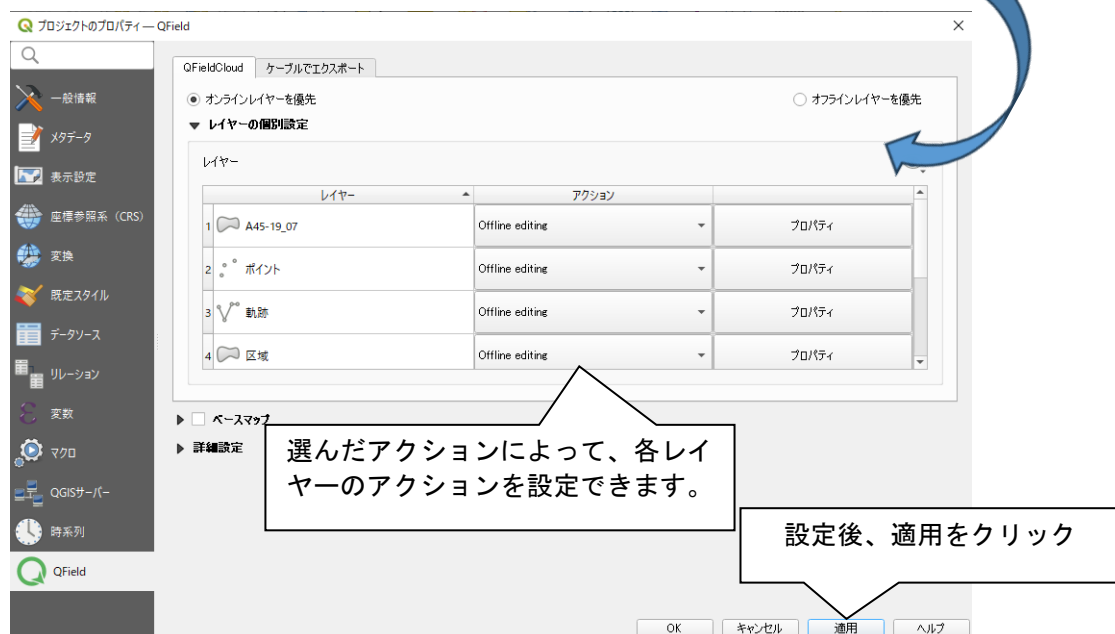 プロジェクトのプロパティ — QField
一般情報
メタデータ
表示設定
座標参照系（CRS）
変換
既定スタイル
データソース
リレーション
変数
マクロ
QGISサーバー
時系列
QField
QFieldCloud
ケーブルでエクスポート
オンラインレイヤーを優先
オフラインレイヤーを優先
レイヤーの個別設定
レイヤー
レイヤー アクション
1 A45-19_07 Offline editing プロパティ
2 ポイント Offline editing プロパティ
3 軌跡 Offline editing プロパティ
4 区域 Offline editing プロパティ
ベースマップ
詳細設定
選んだアクションによって、各レイ
ヤーのアクションを設定できます。
設定後、適用をクリック
OK キャンセル 適用 ヘルプ